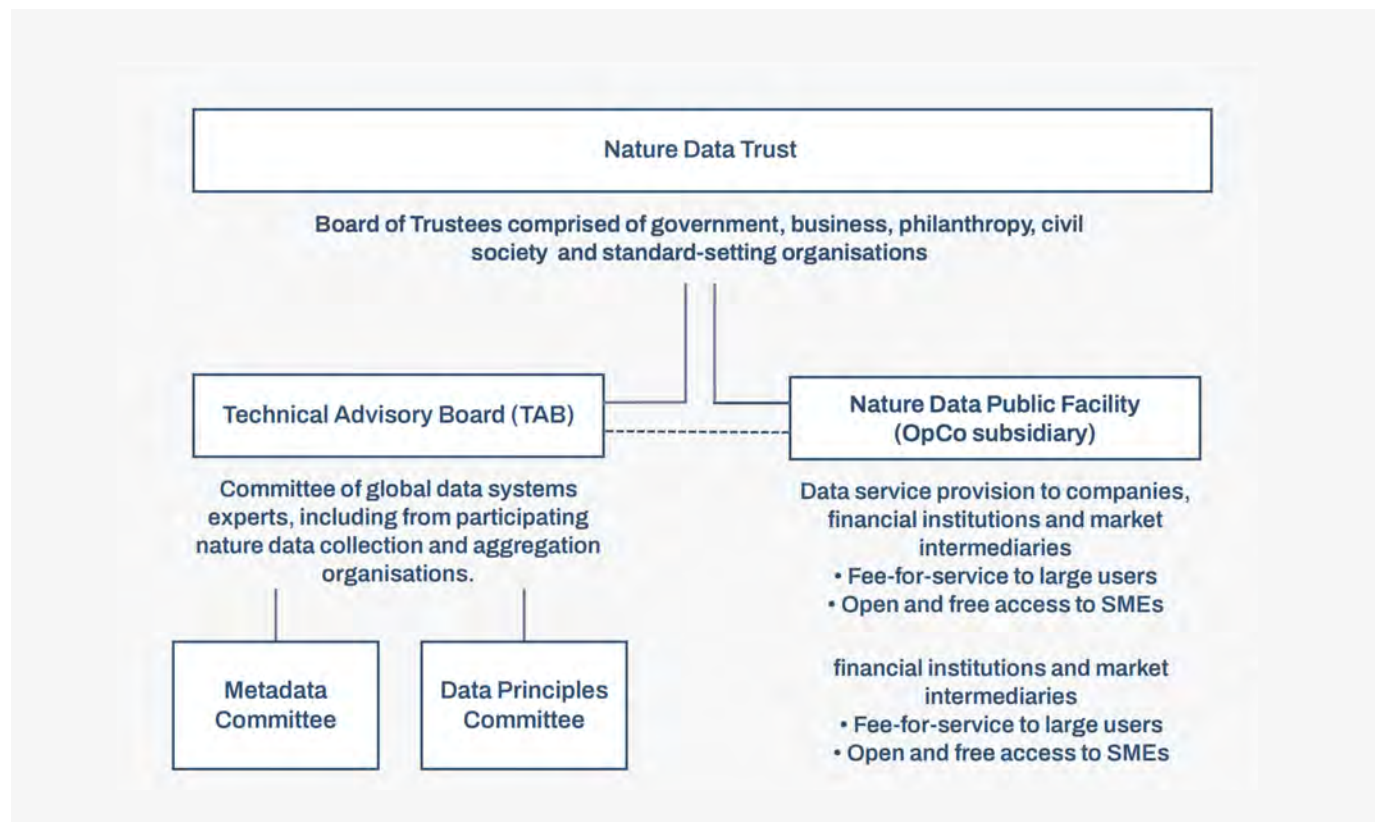 Nature Data Trust
Board of Trustees comprised of government, business, philanthropy, civil
society and standard-setting organisations
Technical Advisory Board (TAB)
Nature Data Public Facility
(OpCo subsidiary)
Committee of global data systems
experts, including from participating
nature data collection and aggregation
organisations.
Data service provision to companies,
financial institutions and market
intermediaries
• Fee-for-service to large users
• Open and free access to SMEs
Metadata
Committee
Data Principles
Committee
financial institutions and market
intermediaries
• Fee-for-service to large users
• Open and free access to SMEs